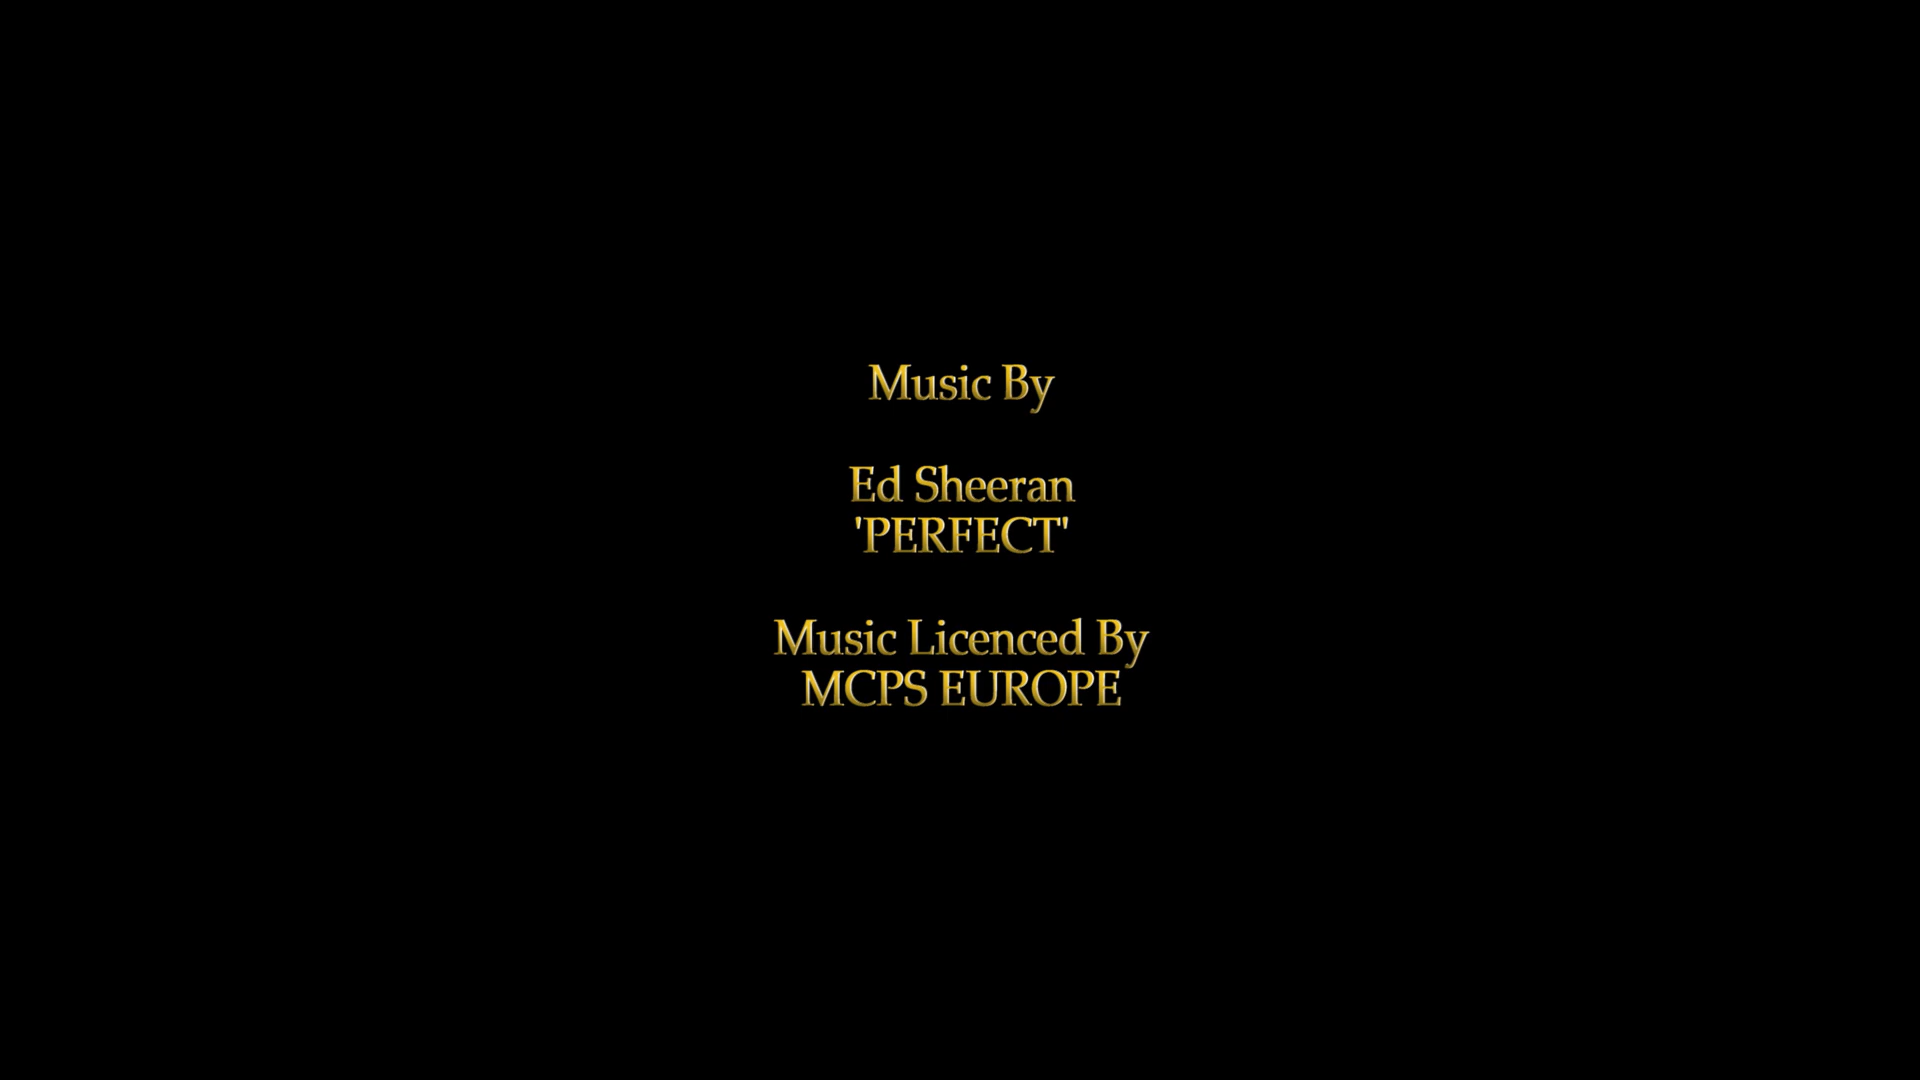 Music By
Ed Sheeran
'PERFECT'
Music Licenced By
MCPS EUROPE